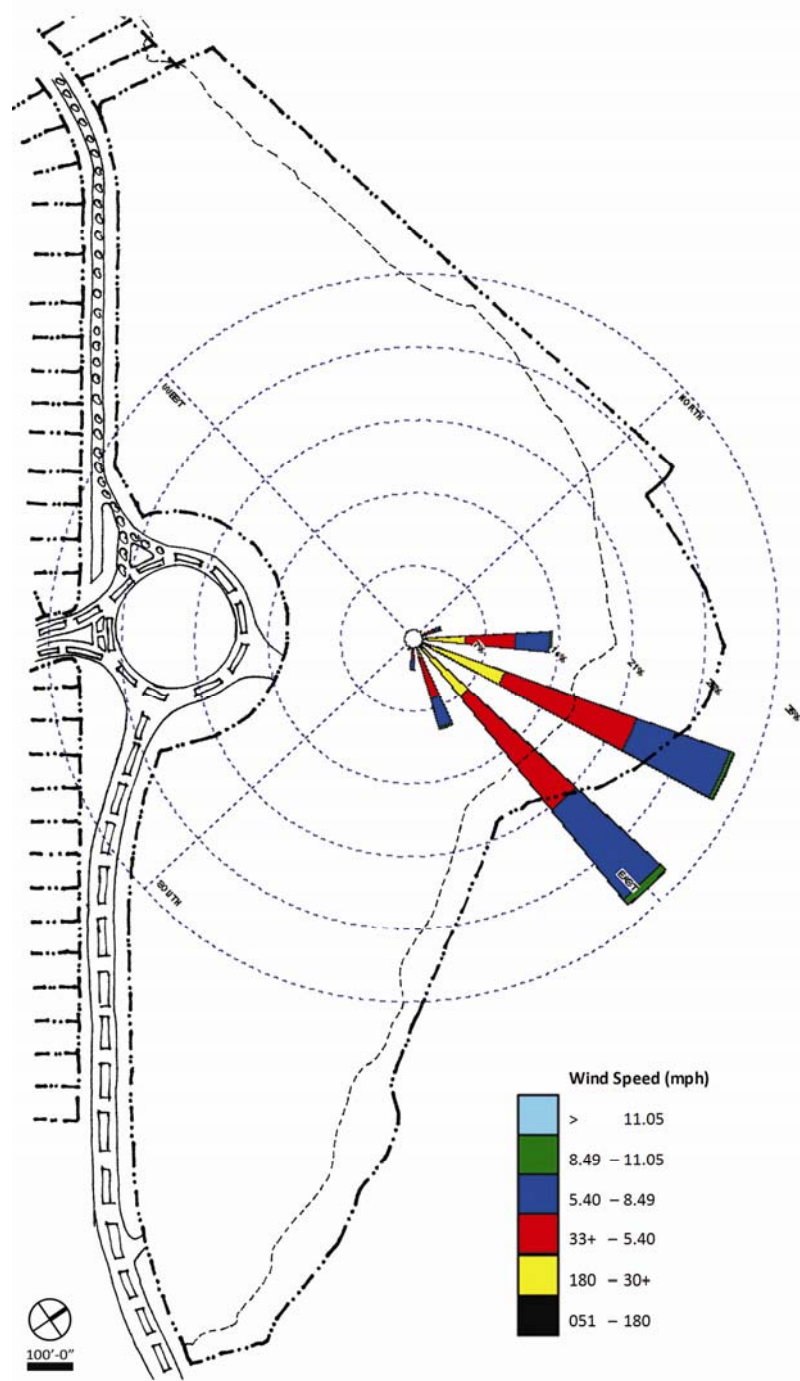 WEST
NORTH
7%
14%
21%
28%
35%
EAST
SOUTH
Wind Speed (mph)
> 11.05
8.49 – 11.05
5.40 – 8.49
33+ – 5.40
180 – 30+
051 – 180
100'-0"